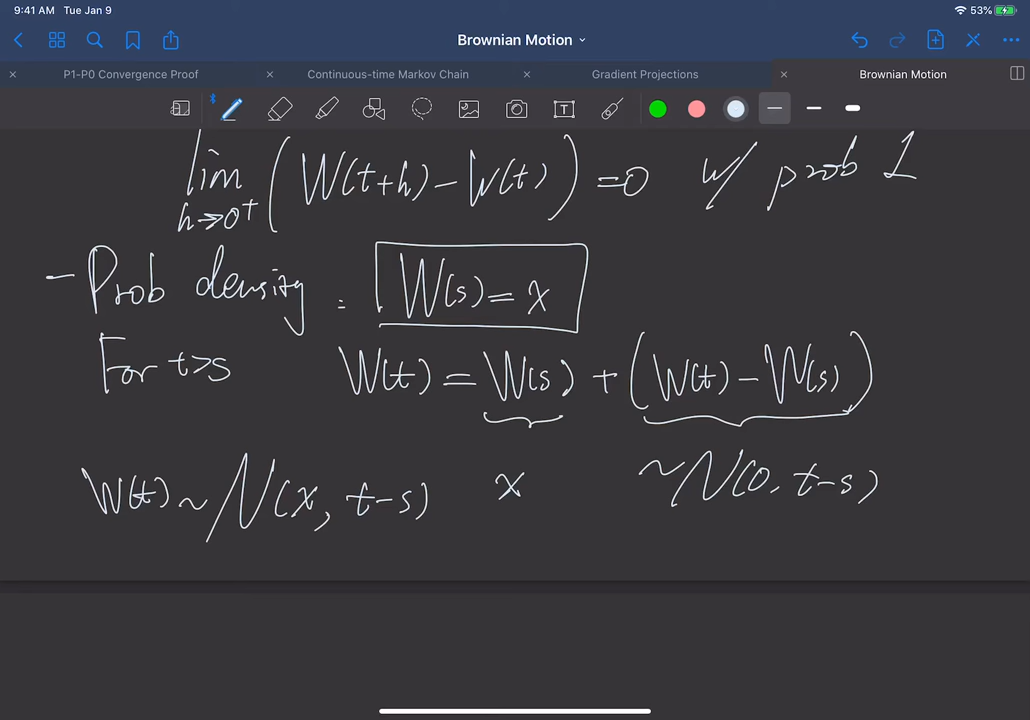 9:41 AM Tue Jan 9
53%
Brownian Motion
P1-P0 Convergence Proof
Continuous-time Markov Chain
Gradient Projections
Brownian Motion
lim h→0⁺ (W(t+h) − W(t)) = 0 w/ prob 1
– Prob density : W(s) = x
For t>s W(t) = W(s) + (W(t) − W(s))
W(t) ~ N(x, t−s) x ~ N(0, t−s)